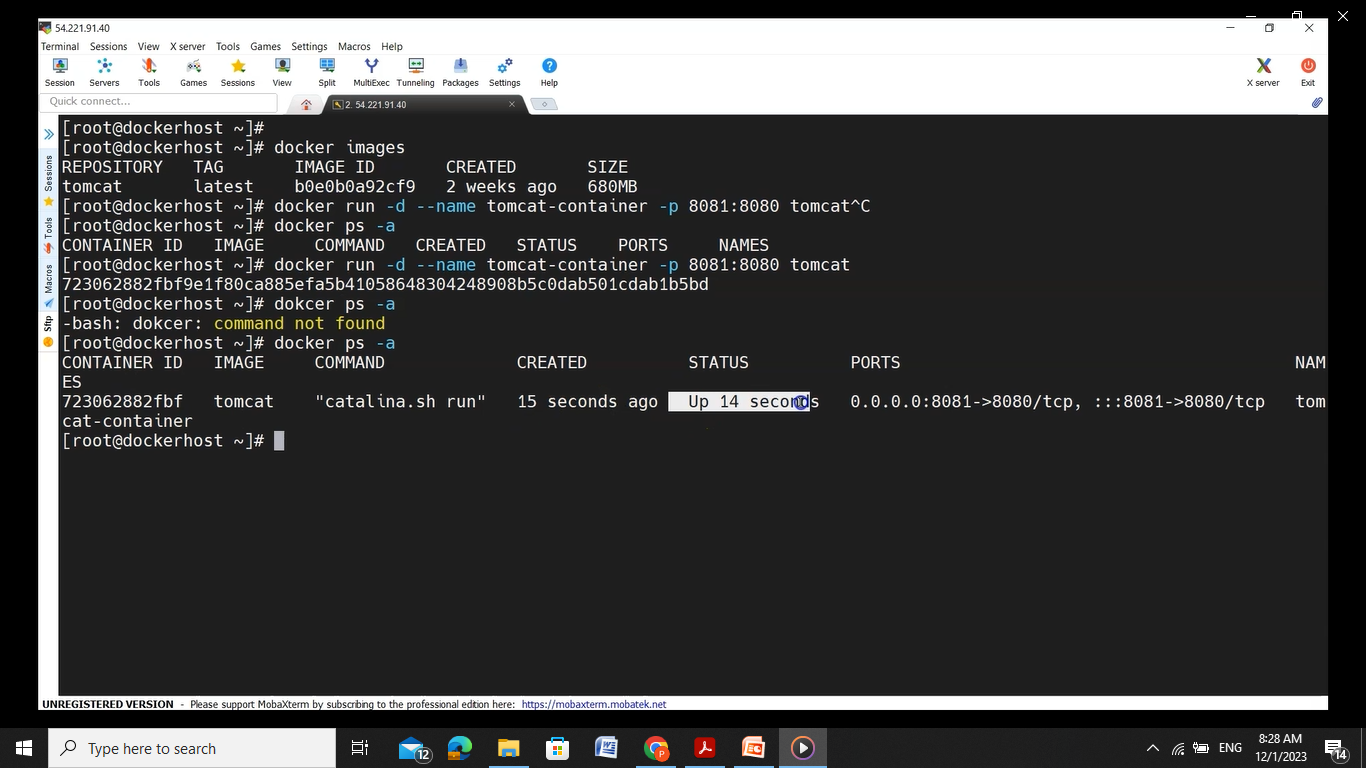 54.221.91.40
Terminal Sessions View X server Tools Games Settings Macros Help
Session Servers Tools Games Sessions View Split MultiExec Tunneling Packages Settings Help X server Exit
Quick connect...
2. 54.221.91.40
Sessions
Tools
Macros
Sftp
[root@dockerhost ~]#
[root@dockerhost ~]# docker images
REPOSITORY TAG IMAGE ID CREATED SIZE
tomcat latest b0e0b0a92cf9 2 weeks ago 680MB
[root@dockerhost ~]# docker run -d --name tomcat-container -p 8081:8080 tomcat^C
[root@dockerhost ~]# docker ps -a
CONTAINER ID IMAGE COMMAND CREATED STATUS PORTS NAMES
[root@dockerhost ~]# docker run -d --name tomcat-container -p 8081:8080 tomcat
723062882fbf9e1f80ca885efa5b41058648304248908b5c0dab501cdab1b5bd
[root@dockerhost ~]# dokcer ps -a
-bash: dokcer: command not found
[root@dockerhost ~]# docker ps -a
CONTAINER ID IMAGE COMMAND CREATED STATUS PORTS NAM
ES
723062882fbf tomcat "catalina.sh run" 15 seconds ago Up 14 seconds 0.0.0.0:8081->8080/tcp, :::8081->8080/tcp tom
cat-container
[root@dockerhost ~]#
UNREGISTERED VERSION - Please support MobaXterm by subscribing to the professional edition here: https://mobaxterm.mobatek.net
Type here to search
12
P
ENG
8:28 AM
12/1/2023
14